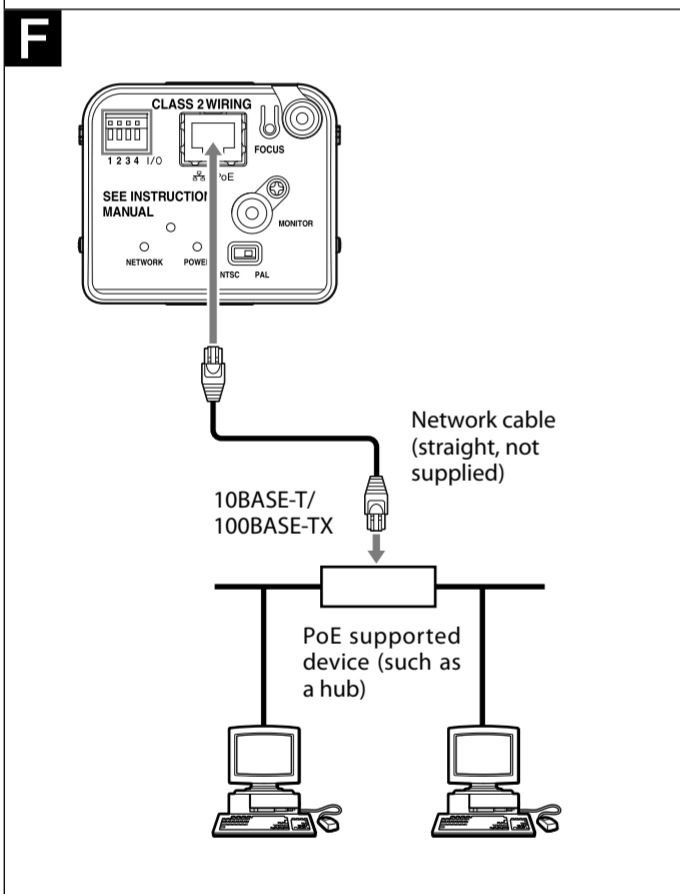 F
CLASS 2 WIRING
1 2 3 4 I/O
FOCUS
PoE
SEE INSTRUCTION
MANUAL
MONITOR
NETWORK
POWER
NTSC PAL
Network cable
(straight, not
supplied)
10BASE-T/
100BASE-TX
PoE supported
device (such as
a hub)